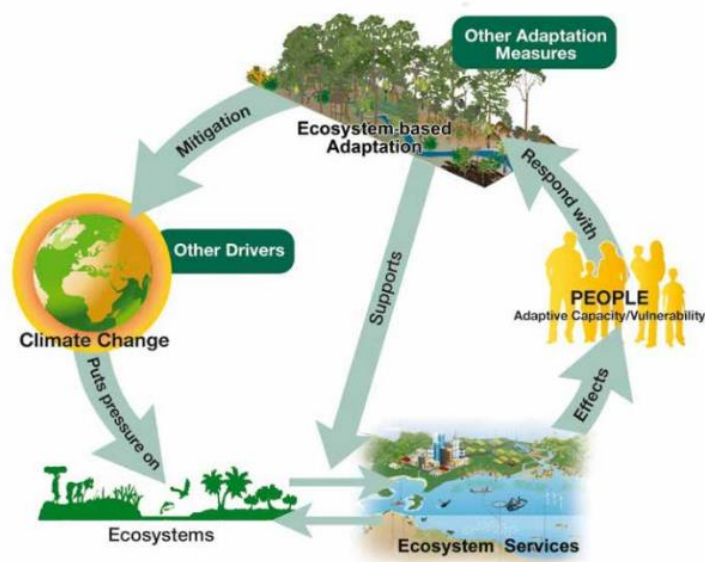 Other Adaptation
Measures
Ecosystem-based
Adaptation
Mitigation
Respond with
Other Drivers
Supports
PEOPLE
Adaptive Capacity/Vulnerability
Climate Change
Puts pressure on
Effects
Ecosystems
Ecosystem Services